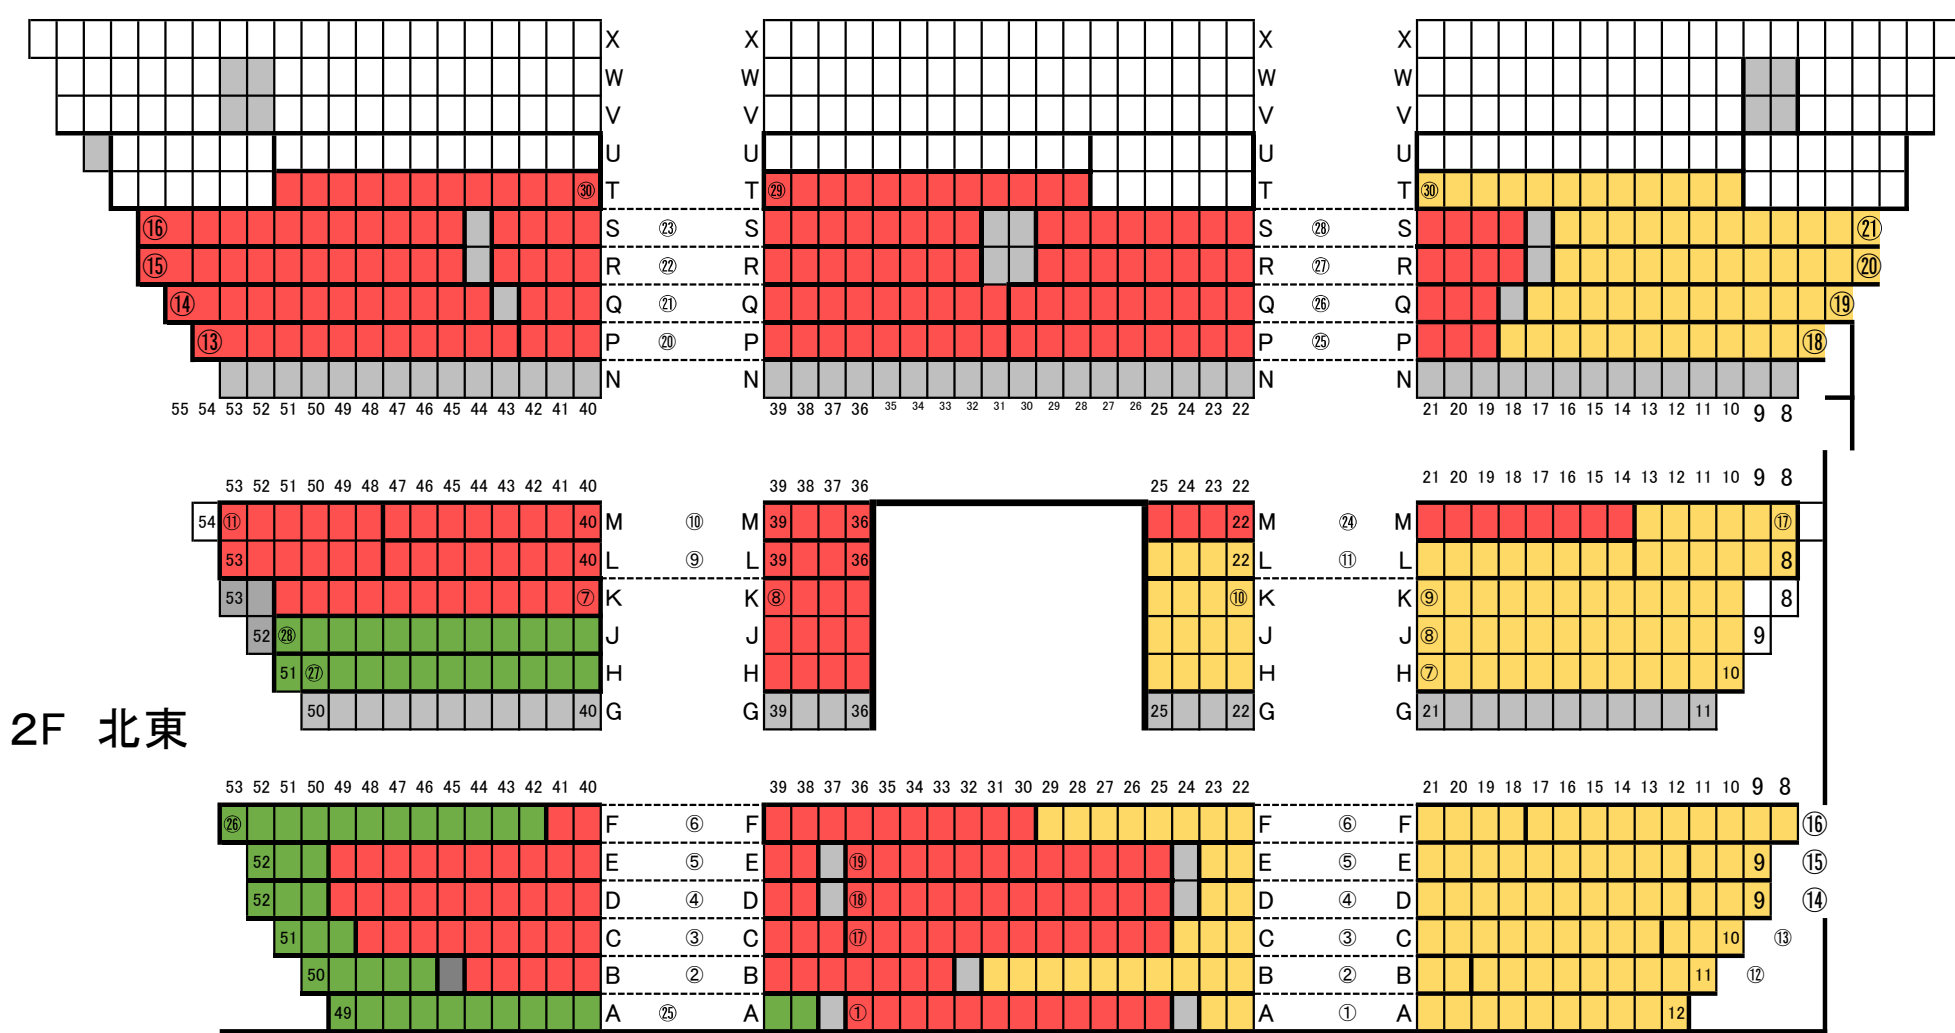 X X X X
W W W W
V V V V
U U U U
㉚ T T ㉙ T T ㉚
⑯ S ㉓ S S ㉘ S ㉑
⑮ R ㉒ R R ㉗ R ⑳
⑭ Q ㉑ Q Q ㉖ Q ⑲
⑬ P ⑳ P P ㉕ P ⑱
N N N N
55 54 53 52 51 50 49 48 47 46 45 44 43 42 41 40 39 38 37 36 35 34 33 32 31 30 29 28 27 26 25 24 23 22 21 20 19 18 17 16 15 14 13 12 11 10 9 8
53 52 51 50 49 48 47 46 45 44 43 42 41 40 39 38 37 36 25 24 23 22 21 20 19 18 17 16 15 14 13 12 11 10 9 8
54 ⑪ 40 M ⑩ M 39 36 22 M ㉔ M ⑰
53 40 L ⑨ L 39 36 22 L ⑪ L 8
53 ⑦ K K ⑧ ⑩ K K ⑨ 8
52 ㉘ J J J J ⑧ 9
51 ㉗ H H H H ⑦ 10
50 40 G G 39 36 25 22 G G 21 11
2F 北東
53 52 51 50 49 48 47 46 45 44 43 42 41 40 39 38 37 36 35 34 33 32 31 30 29 28 27 26 25 24 23 22 21 20 19 18 17 16 15 14 13 12 11 10 9 8
㉖ F ⑥ F F ⑥ F ⑯
52 E ⑤ E ⑲ E ⑤ E 9 ⑮
52 D ④ D ⑱ D ④ D 9 ⑭
51 C ③ C ⑰ C ③ C 10 ⑬
50 B ② B B ② B 11 ⑫
49 A ㉕ A ① A ① A 12